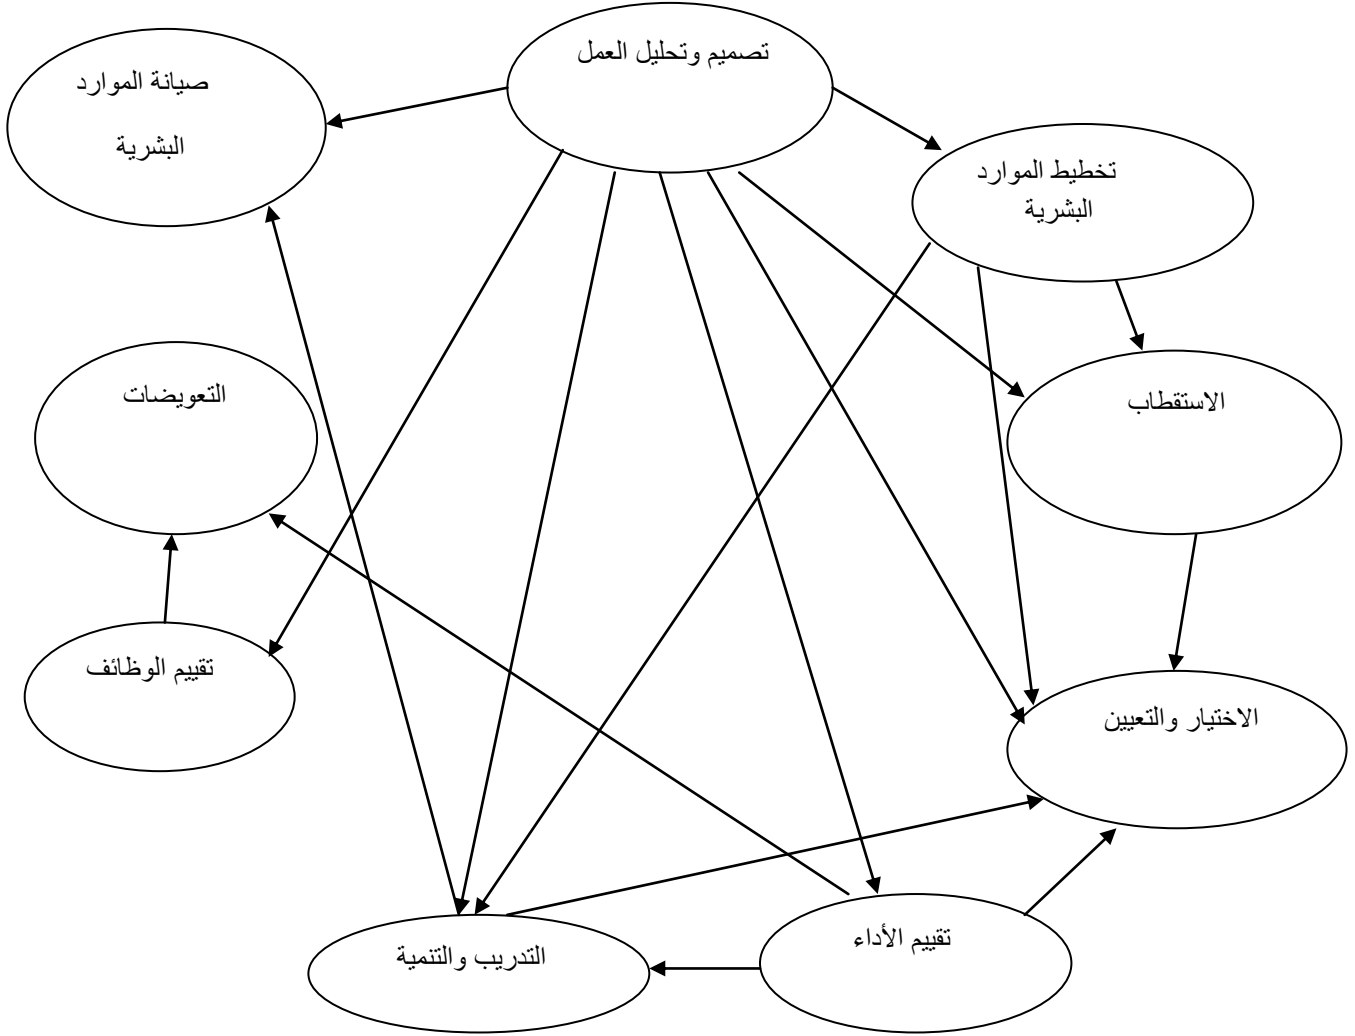 تصميم وتحليل العمل
صيانة الموارد
البشرية
تخطيط الموارد
البشرية
التعويضات
الاستقطاب
تقييم الوظائف
الاختيار والتعيين
تقييم الأداء
التدريب والتنمية